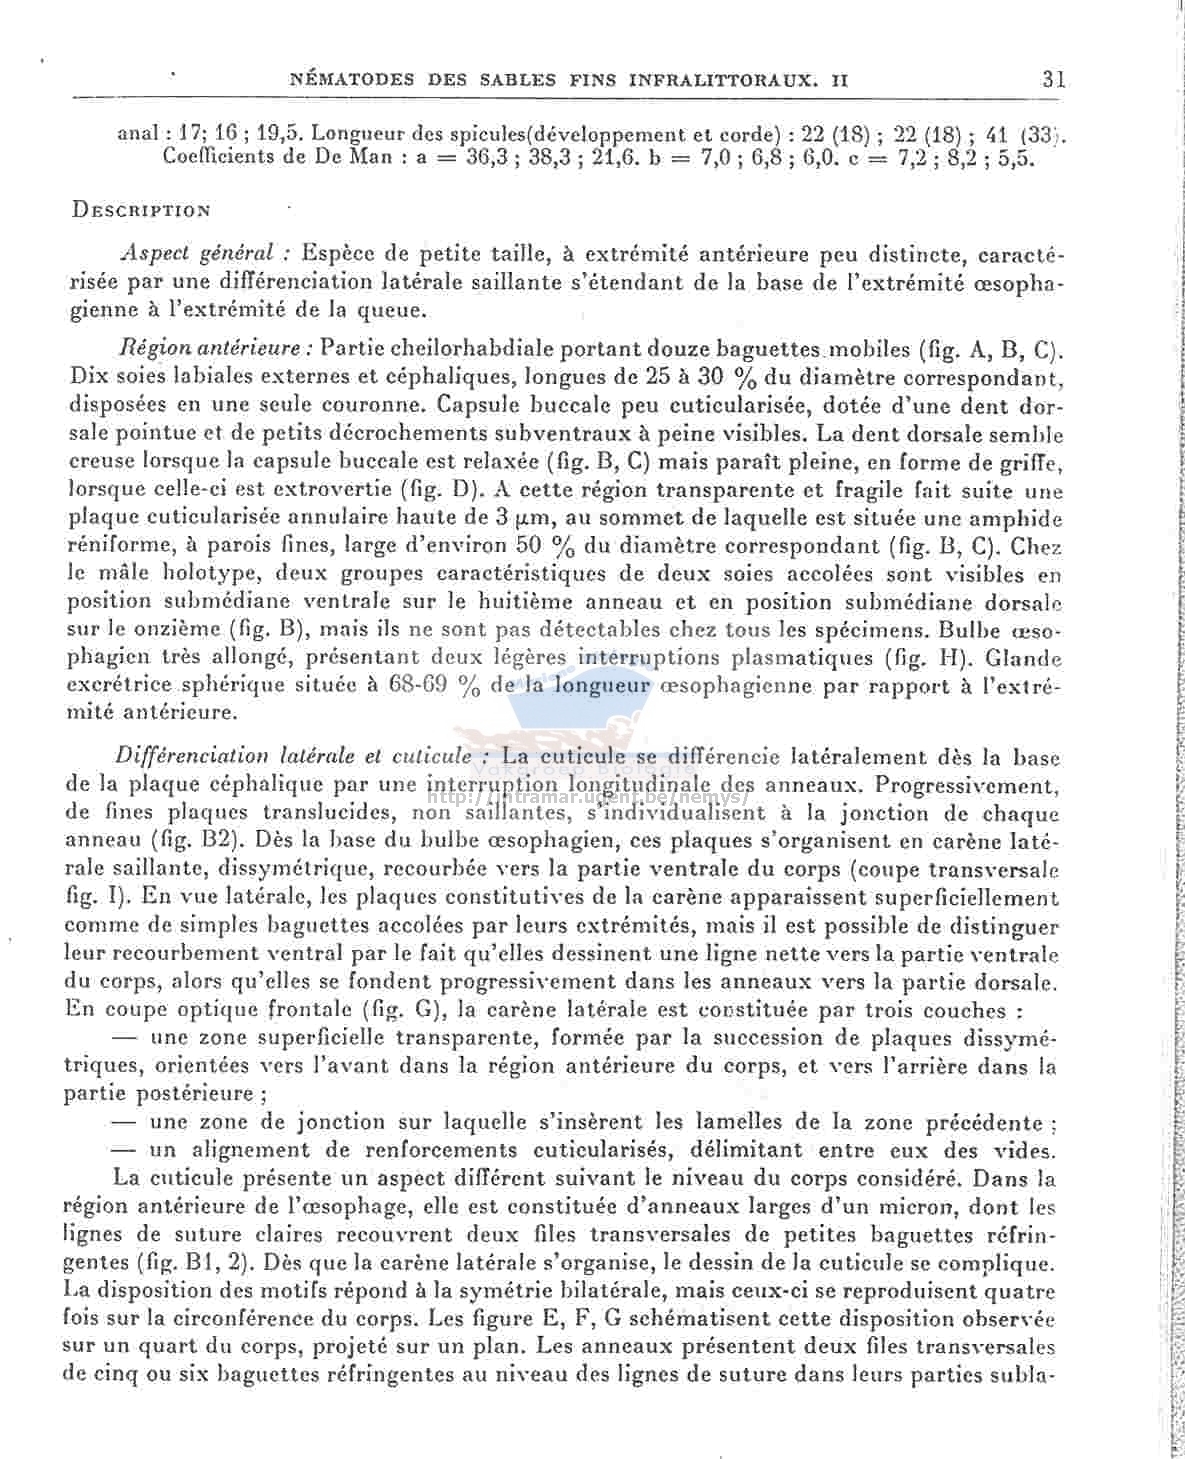 NÉMATODES DES SABLES FINS INFRALITTORAUX. II 31
anal : 17; 16 ; 19,5. Longueur des spicules(développement et corde) : 22 (18) ; 22 (18) ; 41 (33).
Coefficients de De Man : a = 36,3 ; 38,3 ; 21,6. b = 7,0 ; 6,8 ; 6,0. c = 7,2 ; 8,2 ; 5,5.
DESCRIPTION
Aspect général : Espèce de petite taille, à extrémité antérieure peu distincte, caracté-
risée par une différenciation latérale saillante s'étendant de la base de l'extrémité œsopha-
gienne à l'extrémité de la queue.
Région antérieure : Partie cheilorhabdiale portant douze baguettes mobiles (fig. A, B, C).
Dix soies labiales externes et céphaliques, longues de 25 à 30 % du diamètre correspondant,
disposées en une seule couronne. Capsule buccale peu cuticularisée, dotée d'une dent dor-
sale pointue et de petits décrochements subventraux à peine visibles. La dent dorsale semble
creuse lorsque la capsule buccale est relaxée (fig. B, C) mais paraît pleine, en forme de griffe,
lorsque celle-ci est extrovertie (fig. D). A cette région transparente et fragile fait suite une
plaque cuticularisée annulaire haute de 3 µm, au sommet de laquelle est située une amphide
réniforme, à parois fines, large d'environ 50 % du diamètre correspondant (fig. B, C). Chez
le mâle holotype, deux groupes caractéristiques de deux soies accolées sont visibles en
position submédiane ventrale sur le huitième anneau et en position submédiane dorsale
sur le onzième (fig. B), mais ils ne sont pas détectables chez tous les spécimens. Bulbe œso-
phagien très allongé, présentant deux légères interruptions plasmatiques (fig. H). Glande
excrétrice sphérique située à 68-69 % de la longueur œsophagienne par rapport à l'extré-
mité antérieure.
Différenciation latérale et cuticule : La cuticule se différencie latéralement dès la base
Vakgroep Biologie
de la plaque céphalique par une interruption longitudinale des anneaux. Progressivement,
http://intramar.ugent.be/nemys/
de fines plaques translucides, non saillantes, s'individualisent à la jonction de chaque
anneau (fig. B2). Dès la base du bulbe œsophagien, ces plaques s'organisent en carène laté-
rale saillante, dissymétrique, recourbée vers la partie ventrale du corps (coupe transversale
fig. I). En vue latérale, les plaques constitutives de la carène apparaissent superficiellement
comme de simples baguettes accolées par leurs extrémités, mais il est possible de distinguer
leur recourbement ventral par le fait qu'elles dessinent une ligne nette vers la partie ventrale
du corps, alors qu'elles se fondent progressivement dans les anneaux vers la partie dorsale.
En coupe optique frontale (fig. G), la carène latérale est constituée par trois couches :
— une zone superficielle transparente, formée par la succession de plaques dissymé-
triques, orientées vers l'avant dans la région antérieure du corps, et vers l'arrière dans la
partie postérieure ;
— une zone de jonction sur laquelle s'insèrent les lamelles de la zone précédente ;
— un alignement de renforcements cuticularisés, délimitant entre eux des vides.
La cuticule présente un aspect différent suivant le niveau du corps considéré. Dans la
région antérieure de l'œsophage, elle est constituée d'anneaux larges d'un micron, dont les
lignes de suture claires recouvrent deux files transversales de petites baguettes réfrin-
gentes (fig. B1, 2). Dès que la carène latérale s'organise, le dessin de la cuticule se complique.
La disposition des motifs répond à la symétrie bilatérale, mais ceux-ci se reproduisent quatre
fois sur la circonférence du corps. Les figure E, F, G schématisent cette disposition observée
sur un quart du corps, projeté sur un plan. Les anneaux présentent deux files transversales
de cinq ou six baguettes réfringentes au niveau des lignes de suture dans leurs parties subla-